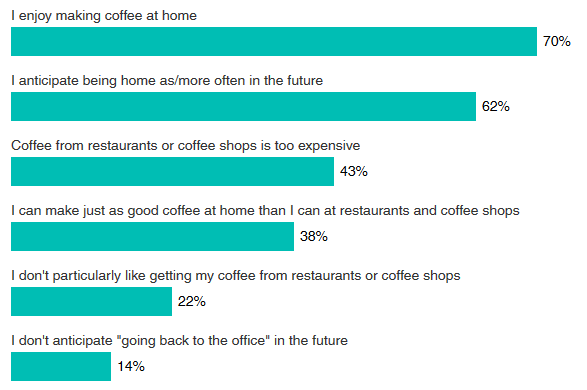 I enjoy making coffee at home
70%
I anticipate being home as/more often in the future
62%
Coffee from restaurants or coffee shops is too expensive
43%
I can make just as good coffee at home than I can at restaurants and coffee shops
38%
I don't particularly like getting my coffee from restaurants or coffee shops
22%
I don't anticipate "going back to the office" in the future
14%